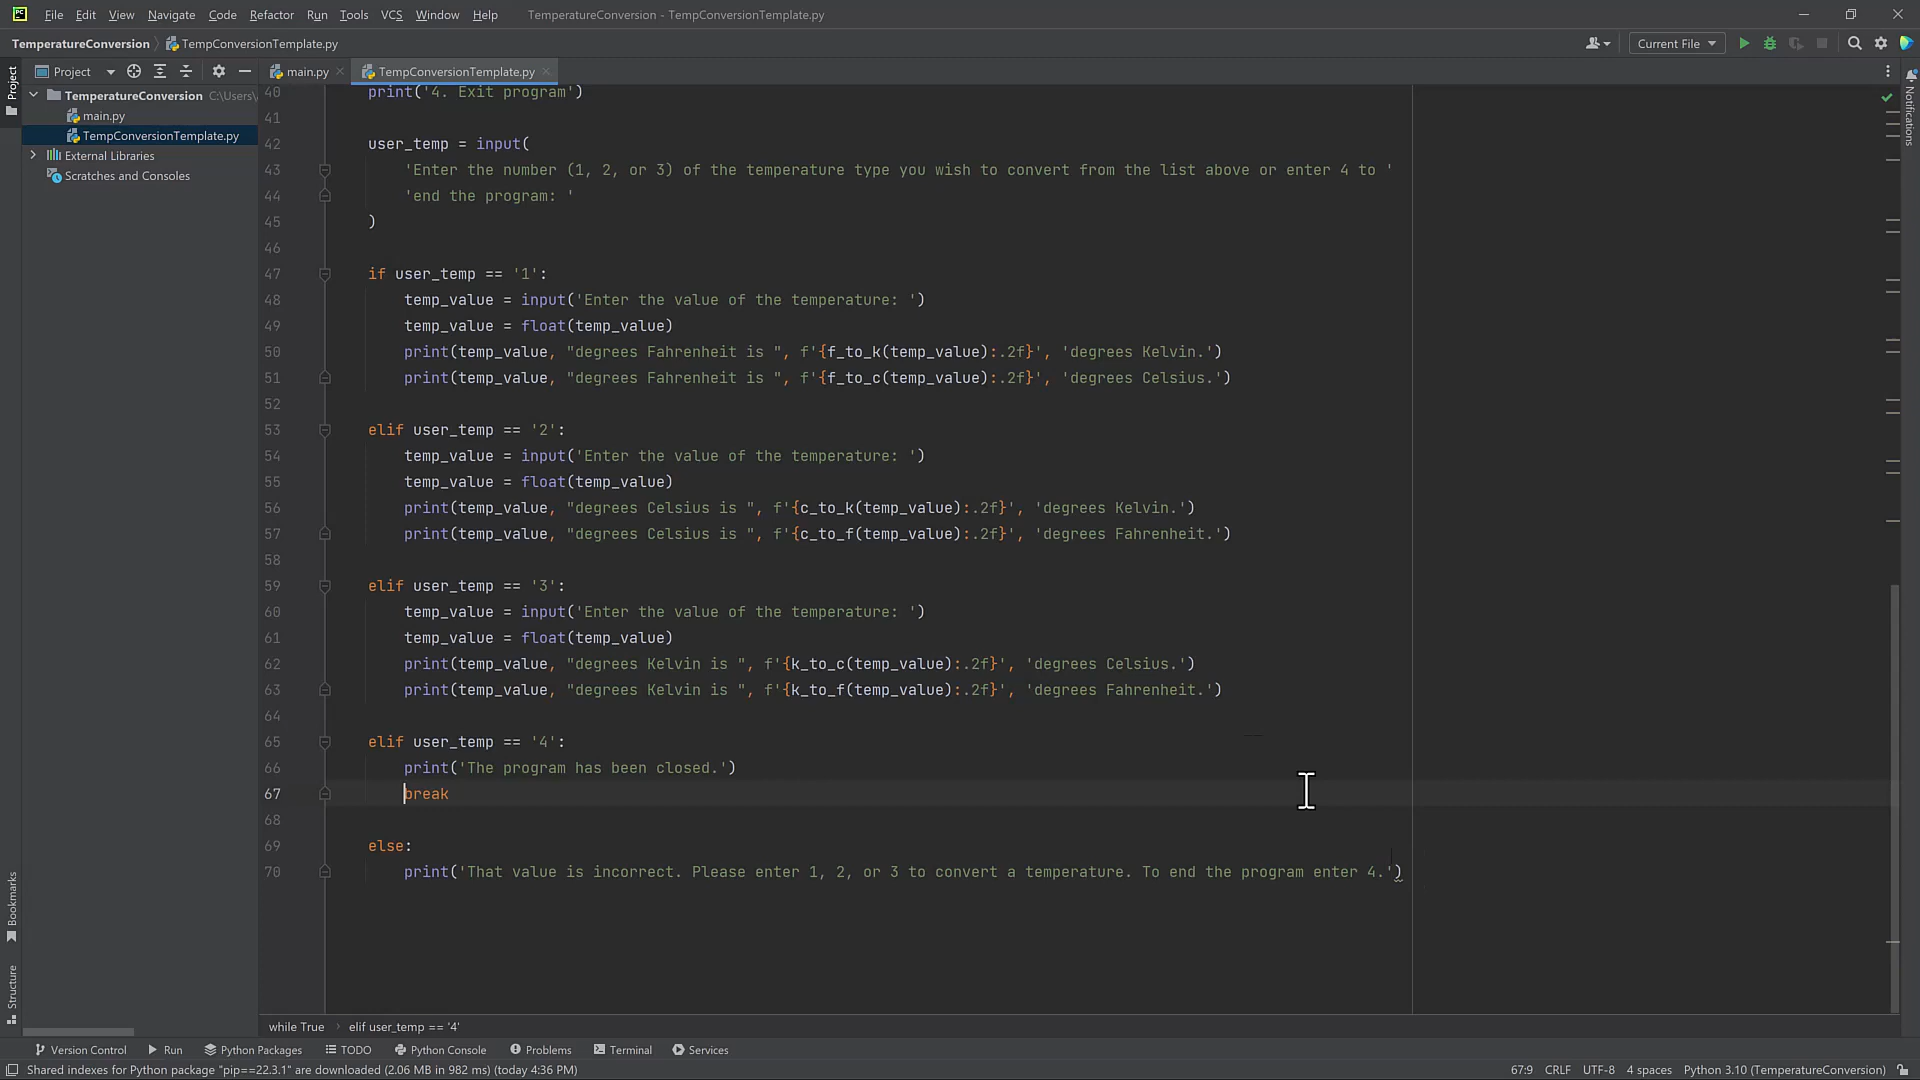 File Edit View Navigate Code Refactor Run Tools VCS Window Help TemperatureConversion - TempConversionTemplate.py
TemperatureConversion TempConversionTemplate.py Current File
Project main.py TempConversionTemplate.py
Project
TemperatureConversion C:\Users\
main.py
TempConversionTemplate.py
External Libraries
Scratches and Consoles
Notifications
40 print('4. Exit program')
41
42 user_temp = input(
43 'Enter the number (1, 2, or 3) of the temperature type you wish to convert from the list above or enter 4 to '
44 'end the program: '
45 )
46
47 if user_temp == '1':
48 temp_value = input('Enter the value of the temperature: ')
49 temp_value = float(temp_value)
50 print(temp_value, "degrees Fahrenheit is ", f'{f_to_k(temp_value):.2f}', 'degrees Kelvin.')
51 print(temp_value, "degrees Fahrenheit is ", f'{f_to_c(temp_value):.2f}', 'degrees Celsius.')
52
53 elif user_temp == '2':
54 temp_value = input('Enter the value of the temperature: ')
55 temp_value = float(temp_value)
56 print(temp_value, "degrees Celsius is ", f'{c_to_k(temp_value):.2f}', 'degrees Kelvin.')
57 print(temp_value, "degrees Celsius is ", f'{c_to_f(temp_value):.2f}', 'degrees Fahrenheit.')
58
59 elif user_temp == '3':
60 temp_value = input('Enter the value of the temperature: ')
61 temp_value = float(temp_value)
62 print(temp_value, "degrees Kelvin is ", f'{k_to_c(temp_value):.2f}', 'degrees Celsius.')
63 print(temp_value, "degrees Kelvin is ", f'{k_to_f(temp_value):.2f}', 'degrees Fahrenheit.')
64
65 elif user_temp == '4':
66 print('The program has been closed.')
67 break
68
69 else:
70 print('That value is incorrect. Please enter 1, 2, or 3 to convert a temperature. To end the program enter 4.')
Bookmarks
Structure
while True elif user_temp == '4'
Version Control Run Python Packages TODO Python Console Problems Terminal Services
Shared indexes for Python package "pip==22.3.1" are downloaded (2.06 MB in 982 ms) (today 4:36 PM) 67:9 CRLF UTF-8 4 spaces Python 3.10 (TemperatureConversion)